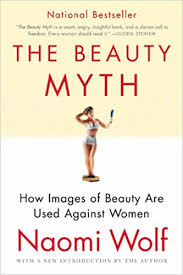 National Bestseller
"The Beauty Myth is a smart, angry, insightful book, and a clarion call to
freedom. Every woman should read it." —GLORIA STEINEM
THE BEAUTY
MYTH
How Images of Beauty Are
Used Against Women
Naomi Wolf
WITH A NEW INTRODUCTION BY THE AUTHOR